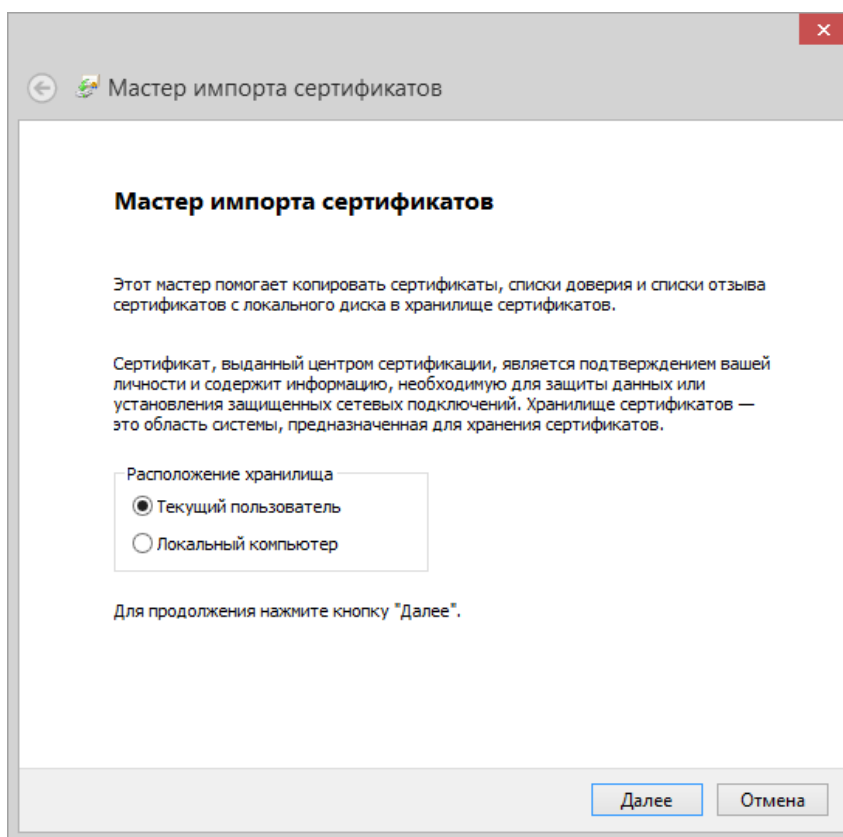 Мастер импорта сертификатов
Мастер импорта сертификатов
Этот мастер помогает копировать сертификаты, списки доверия и списки отзыва
сертификатов с локального диска в хранилище сертификатов.
Сертификат, выданный центром сертификации, является подтверждением вашей
личности и содержит информацию, необходимую для защиты данных или
установления защищенных сетевых подключений. Хранилище сертификатов —
это область системы, предназначенная для хранения сертификатов.
Расположение хранилища
Текущий пользователь
Локальный компьютер
Для продолжения нажмите кнопку "Далее".
Далее
Отмена